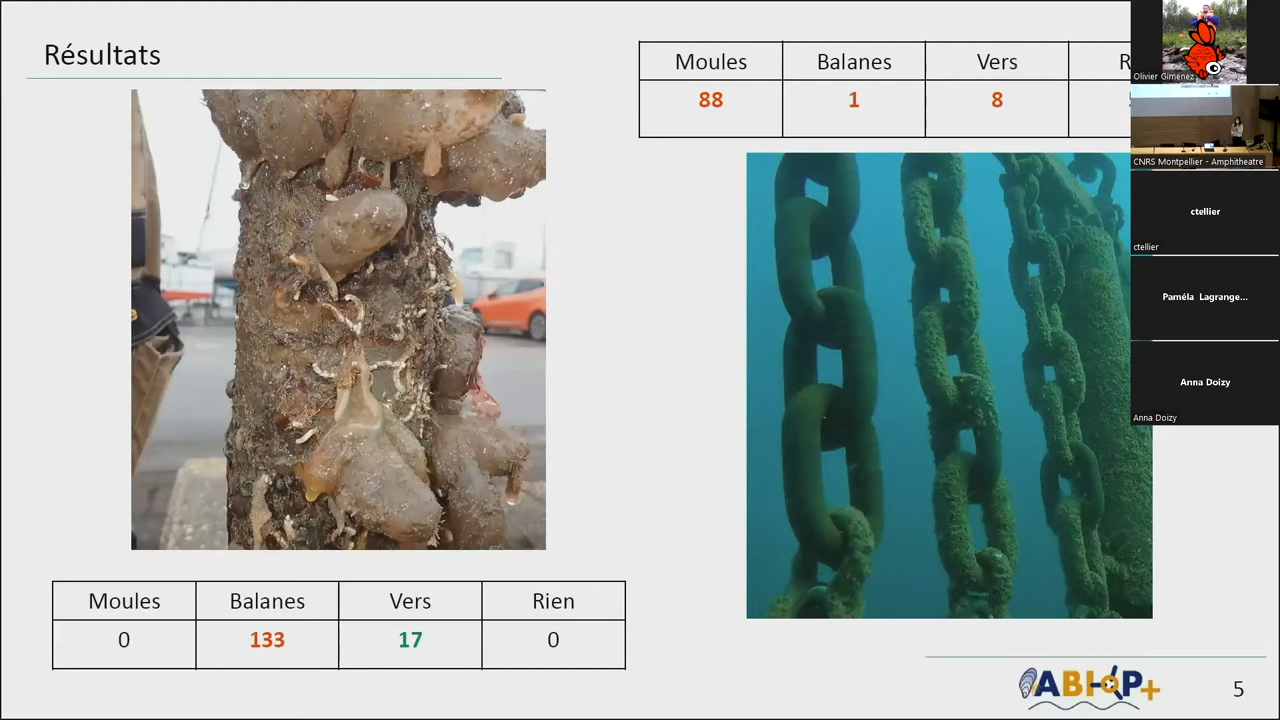 Résultats
Moules Balanes Vers R
88 1 8
Olivier Gimenez
CNRS Montpellier - Amphitheatre
ctellier
ctellier
Paméla Lagrange...
Anna Doizy
Anna Doizy
Moules Balanes Vers Rien
0 133 17 0
ABIOP+
5